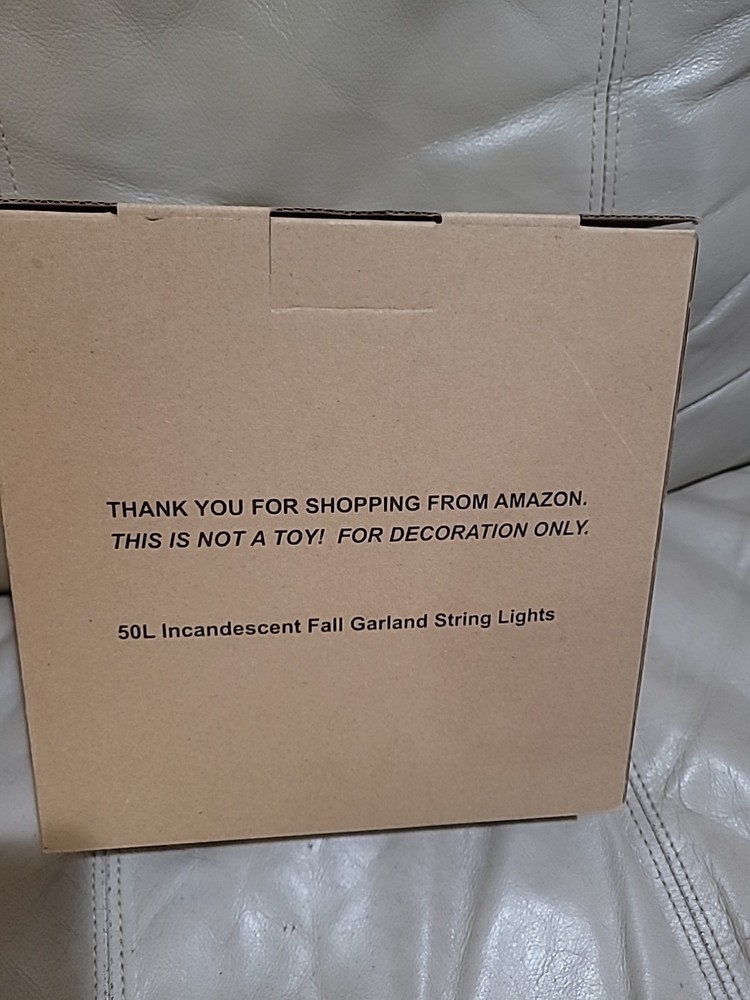 THANK YOU FOR SHOPPING FROM AMAZON.
THIS IS NOT A TOY! FOR DECORATION ONLY.
50L Incandescent Fall Garland String Lights